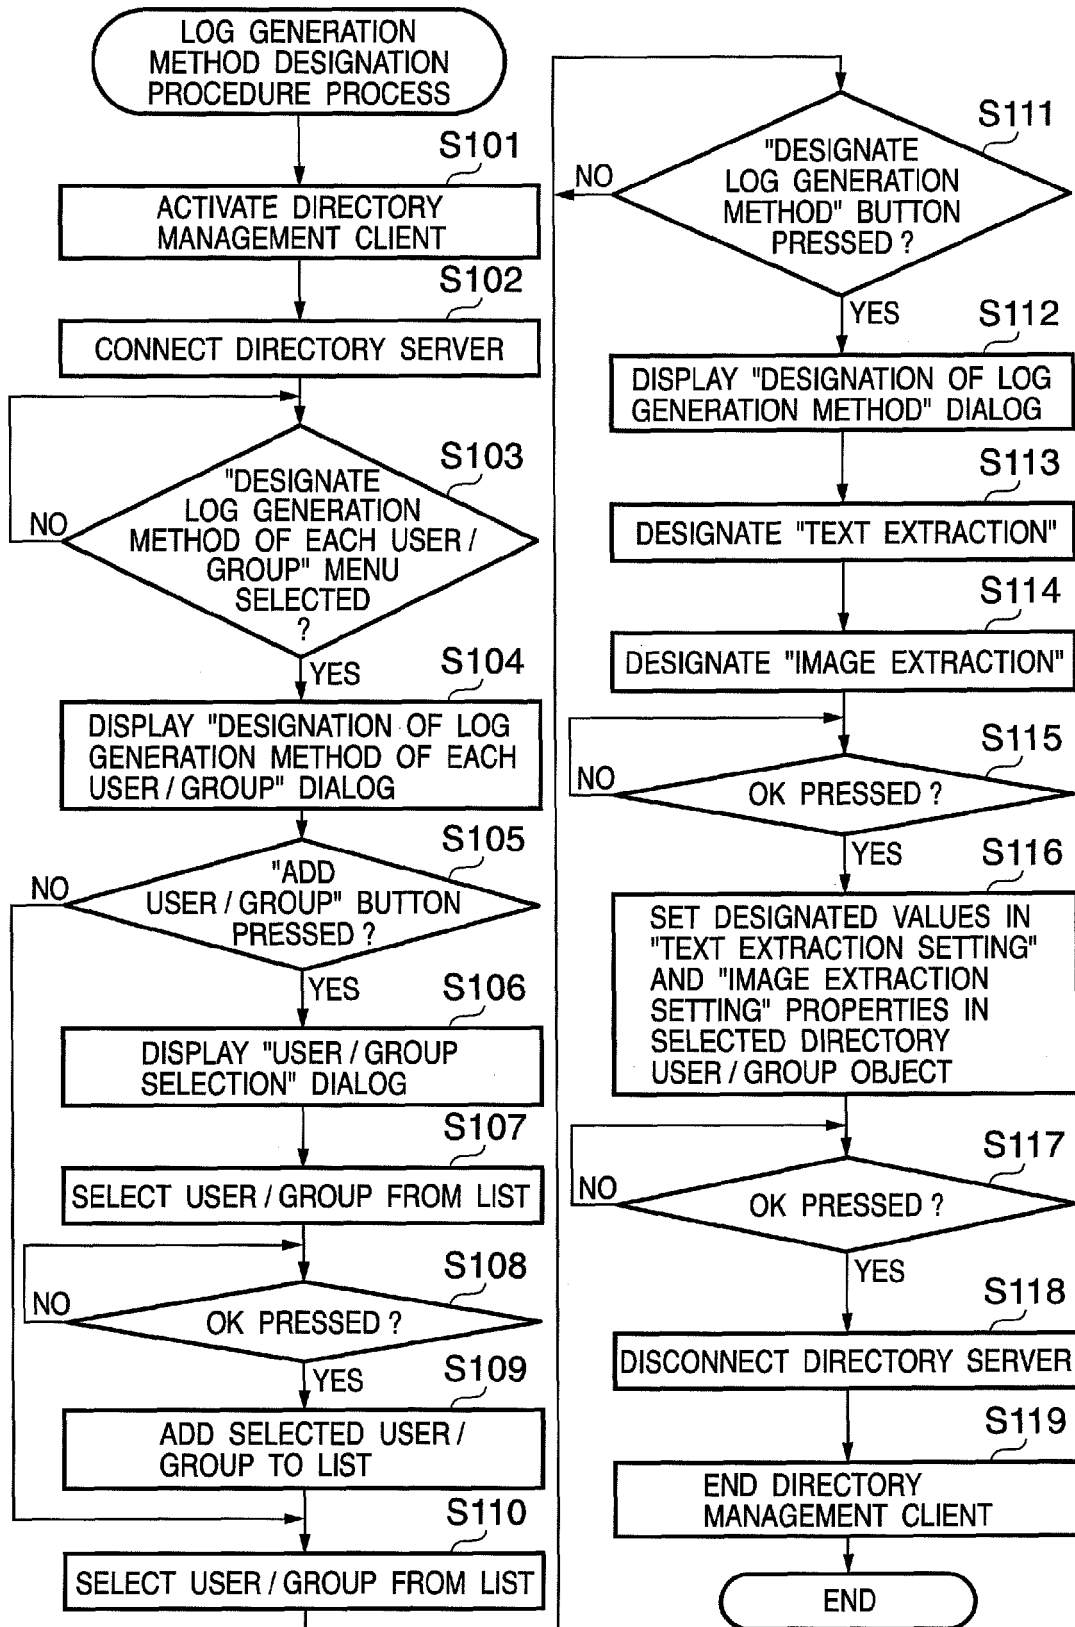 LOG GENERATION
METHOD DESIGNATION
PROCEDURE PROCESS
S101
ACTIVATE DIRECTORY
MANAGEMENT CLIENT
S102
CONNECT DIRECTORY SERVER
S103
"DESIGNATE
LOG GENERATION
METHOD OF EACH USER /
GROUP" MENU
SELECTED
?
NO
YES
S104
DISPLAY "DESIGNATION OF LOG
GENERATION METHOD OF EACH
USER / GROUP" DIALOG
S105
"ADD
USER / GROUP" BUTTON
PRESSED ?
NO
YES
S106
DISPLAY "USER / GROUP
SELECTION" DIALOG
S107
SELECT USER / GROUP FROM LIST
S108
OK PRESSED ?
NO
YES
S109
ADD SELECTED USER /
GROUP TO LIST
S110
SELECT USER / GROUP FROM LIST
S111
"DESIGNATE
LOG GENERATION
METHOD" BUTTON
PRESSED ?
NO
YES
S112
DISPLAY "DESIGNATION OF LOG
GENERATION METHOD" DIALOG
S113
DESIGNATE "TEXT EXTRACTION"
S114
DESIGNATE "IMAGE EXTRACTION"
S115
OK PRESSED ?
NO
YES
S116
SET DESIGNATED VALUES IN
"TEXT EXTRACTION SETTING"
AND "IMAGE EXTRACTION
SETTING" PROPERTIES IN
SELECTED DIRECTORY
USER / GROUP OBJECT
S117
OK PRESSED ?
NO
YES
S118
DISCONNECT DIRECTORY SERVER
S119
END DIRECTORY
MANAGEMENT CLIENT
END